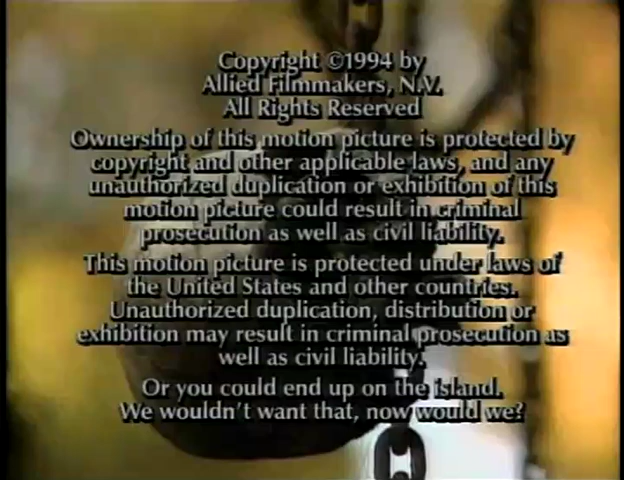 Copyright ©1994 by
Allied Filmmakers, N.V.
All Rights Reserved
Ownership of this motion picture is protected by
copyright and other applicable laws, and any
unauthorized duplication or exhibition of this
motion picture could result in criminal
prosecution as well as civil liability.
This motion picture is protected under laws of
the United States and other countries.
Unauthorized duplication, distribution or
exhibition may result in criminal prosecution as
well as civil liability.
Or you could end up on the island.
We wouldn't want that, now would we?